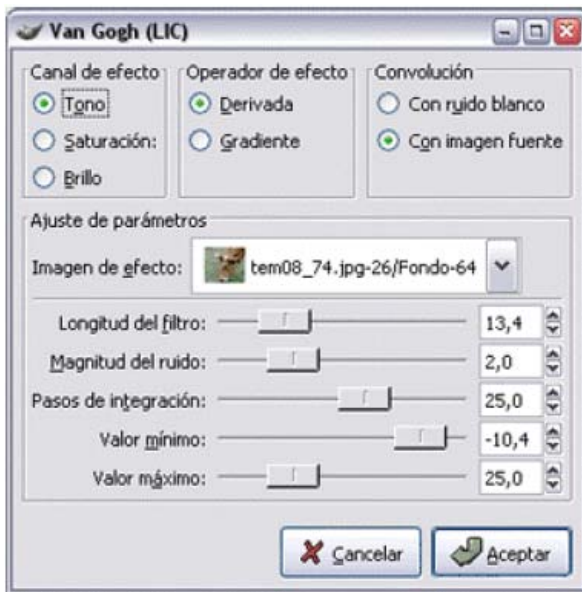 Van Gogh (LIC)
Canal de efecto
Tono
Saturación:
Brillo
Operador de efecto
Derivada
Gradiente
Convolución
Con ruido blanco
Con imagen fuente
Ajuste de parámetros
Imagen de efecto: tem08_74.jpg-26/Fondo-64
Longitud del filtro: 13,4
Magnitud del ruido: 2,0
Pasos de integración: 25,0
Valor mínimo: -10,4
Valor máximo: 25,0
Cancelar Aceptar